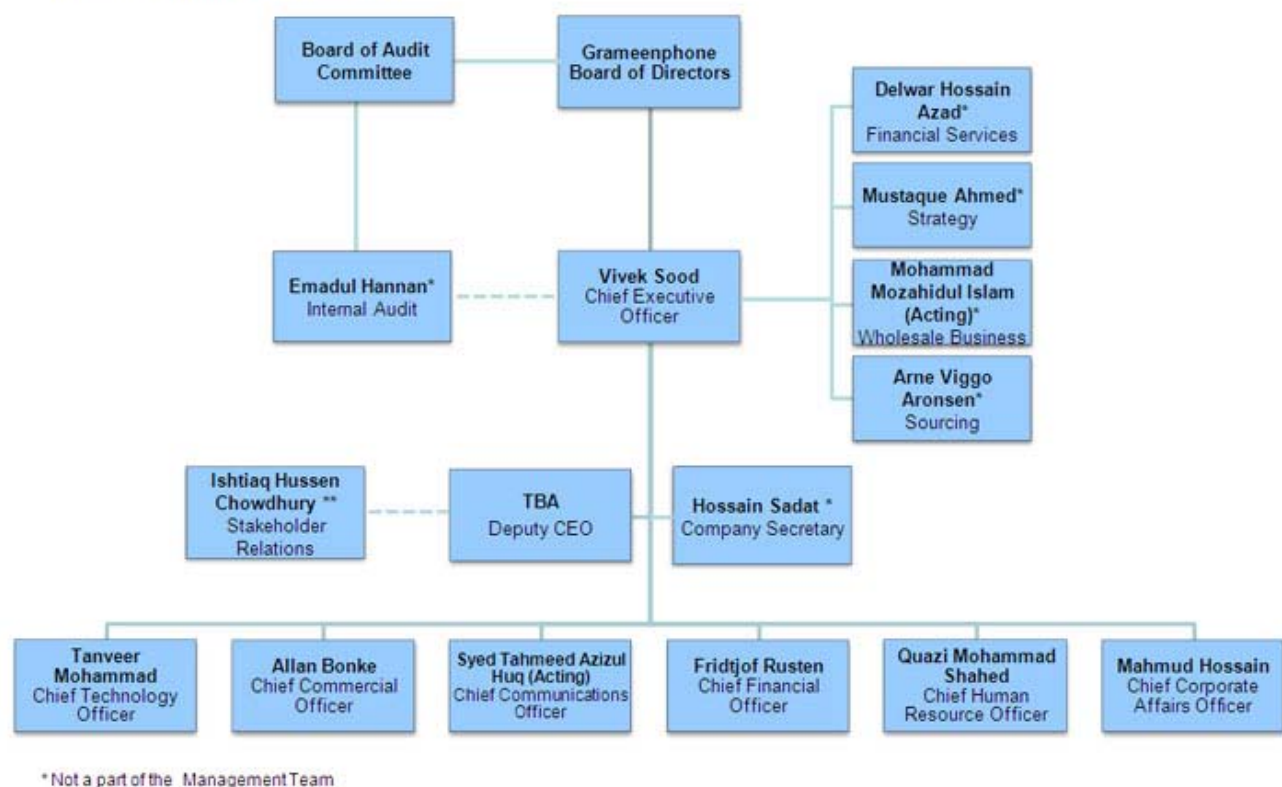 Board of Audit
Committee
Grameenphone
Board of Directors
Delwar Hossain
Azad*
Financial Services
Mustaque Ahmed*
Strategy
Mohammad
Mozahidul Islam
(Acting)*
Wholesale Business
Arne Viggo
Aronsen*
Sourcing
Emadul Hannan*
Internal Audit
Vivek Sood
Chief Executive
Officer
Ishtiaq Hussen
Chowdhury **
Stakeholder
Relations
TBA
Deputy CEO
Hossain Sadat *
Company Secretary
Tanveer
Mohammad
Chief Technology
Officer
Allan Bonke
Chief Commercial
Officer
Syed Tahmeed Azizul
Huq (Acting)
Chief Communications
Officer
Fridtjof Rusten
Chief Financial
Officer
Quazi Mohammad
Shahed
Chief Human
Resource Officer
Mahmud Hossain
Chief Corporate
Affairs Officer
* Not a part of the Management Team